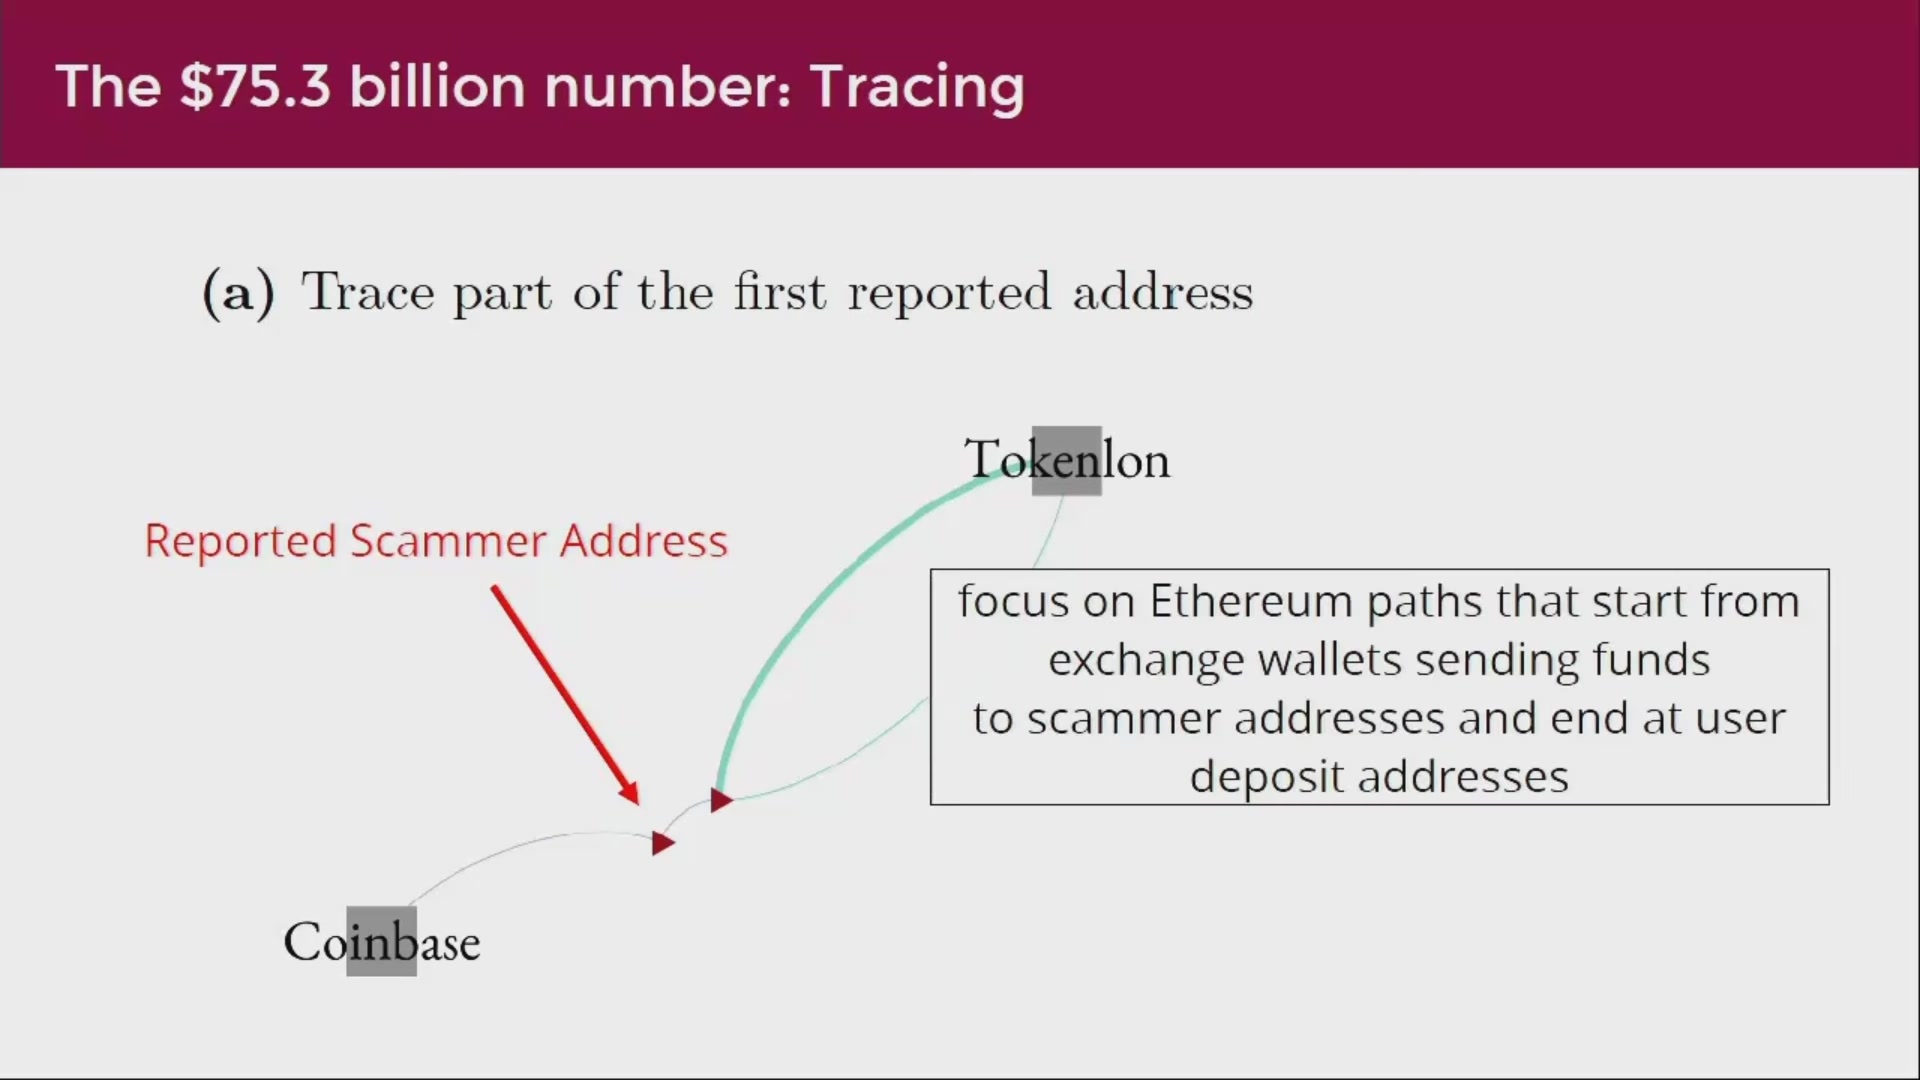 The $75.3 billion number: Tracing
(a) Trace part of the first reported address
Tokenlon
Reported Scammer Address
focus on Ethereum paths that start from
exchange wallets sending funds
to scammer addresses and end at user
deposit addresses
Coinbase